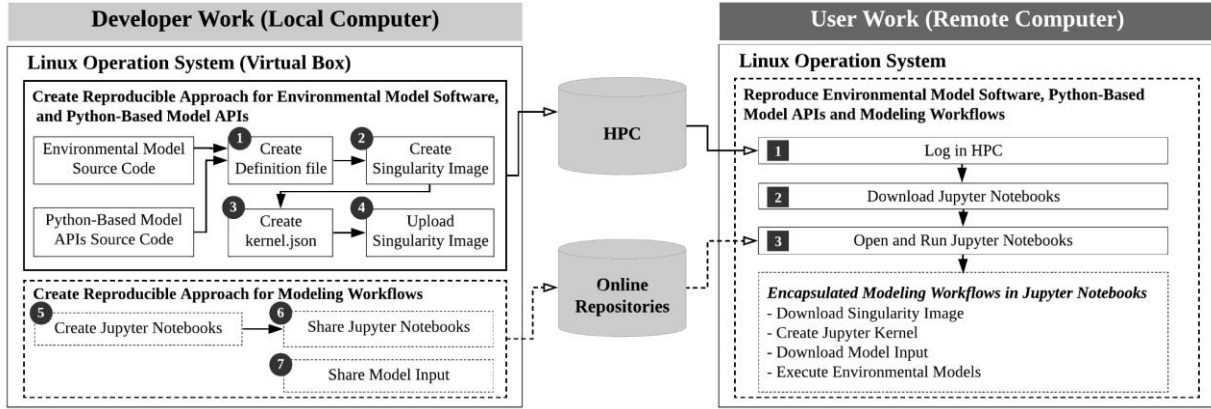 Developer Work (Local Computer)
Linux Operation System (Virtual Box)
Create Reproducible Approach for Environmental Model Software,
and Python-Based Model APIs
Environmental Model
Source Code
1
Create
Definition file
2
Create
Singularity Image
Python-Based Model
APIs Source Code
3
Create
kernel.json
4
Upload
Singularity Image
Create Reproducible Approach for Modeling Workflows
5
Create Jupyter Notebooks
6
Share Jupyter Notebooks
7
Share Model Input
HPC
Online
Repositories
User Work (Remote Computer)
Linux Operation System
Reproduce Environmental Model Software, Python-Based
Model APIs and Modeling Workflows
1 Log in HPC
2 Download Jupyter Notebooks
3 Open and Run Jupyter Notebooks
Encapsulated Modeling Workflows in Jupyter Notebooks
- Download Singularity Image
- Create Jupyter Kernel
- Download Model Input
- Execute Environmental Models